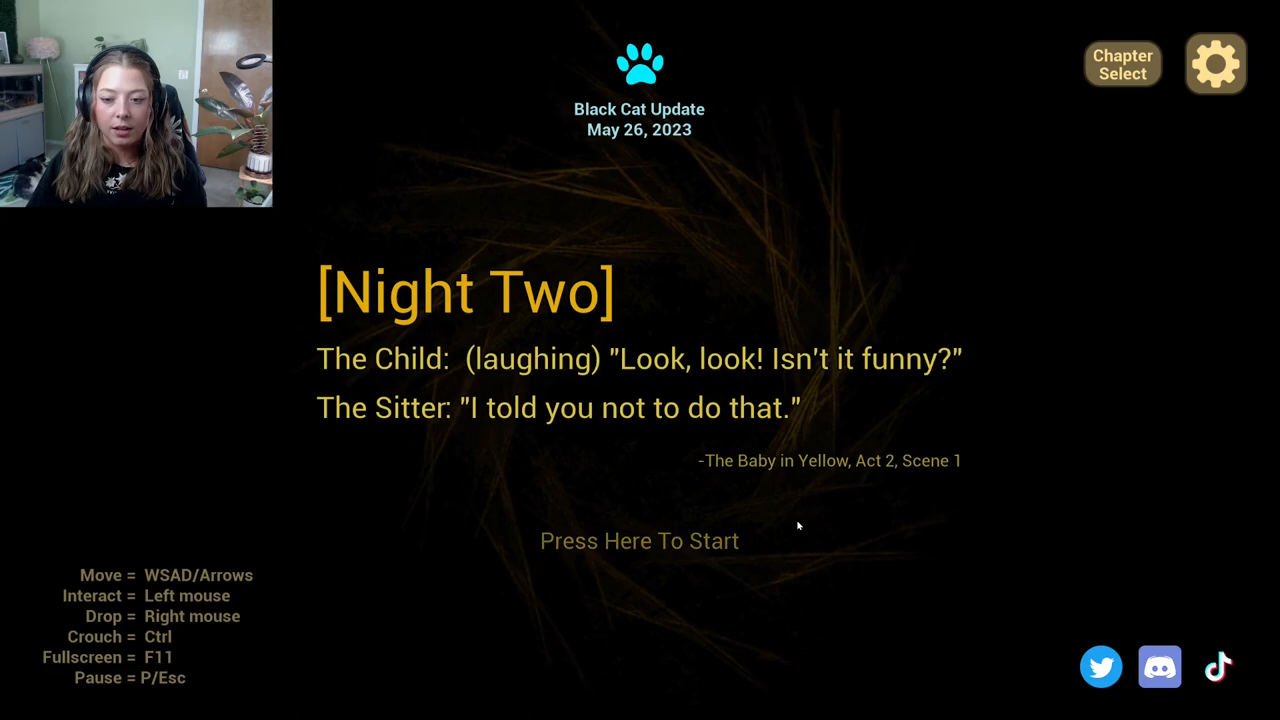 Black Cat Update
May 26, 2023
Chapter
Select
[Night Two]
The Child:  (laughing) "Look, look! Isn't it funny?"
The Sitter: "I told you not to do that."
-The Baby in Yellow, Act 2, Scene 1
Press Here To Start
Move = WSAD/Arrows
Interact = Left mouse
Drop = Right mouse
Crouch = Ctrl
Fullscreen = F11
Pause = P/Esc